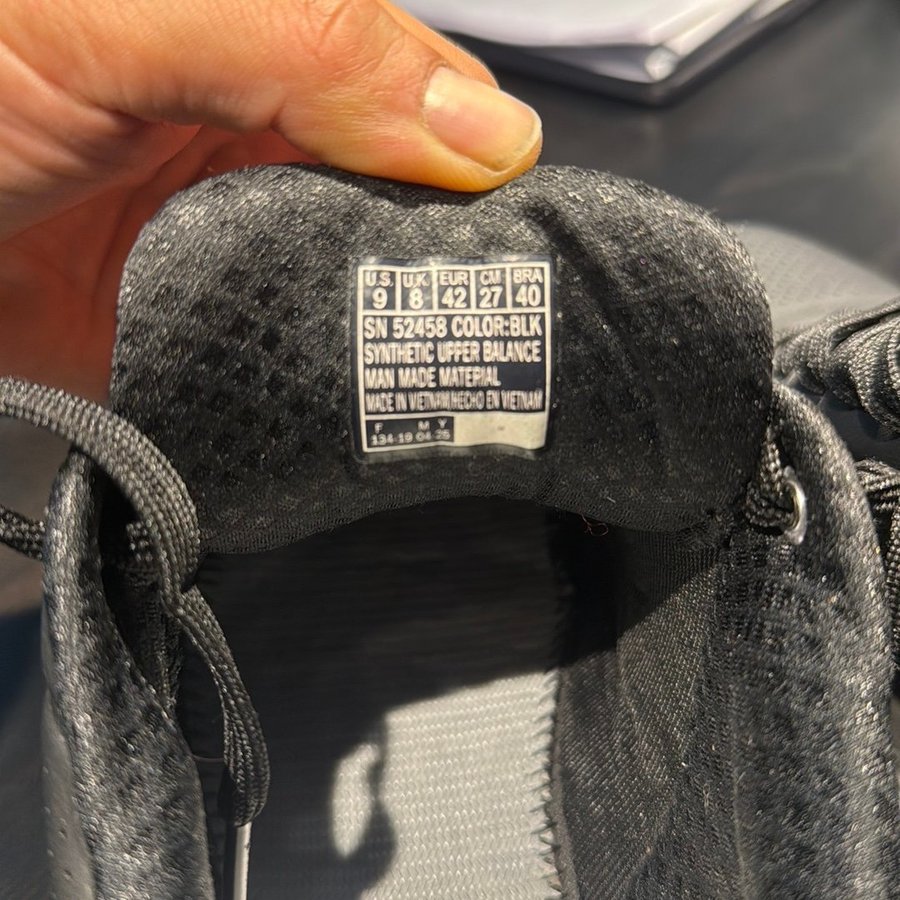 U.S. U.K. EUR CM BRA
9 8 42 27 40
SN 52458 COLOR:BLK
SYNTHETIC UPPER BALANCE
MAN MADE MATERIAL
MADE IN VIETNAM/HECHO EN VIETNAM
F M Y
134-19 04-25